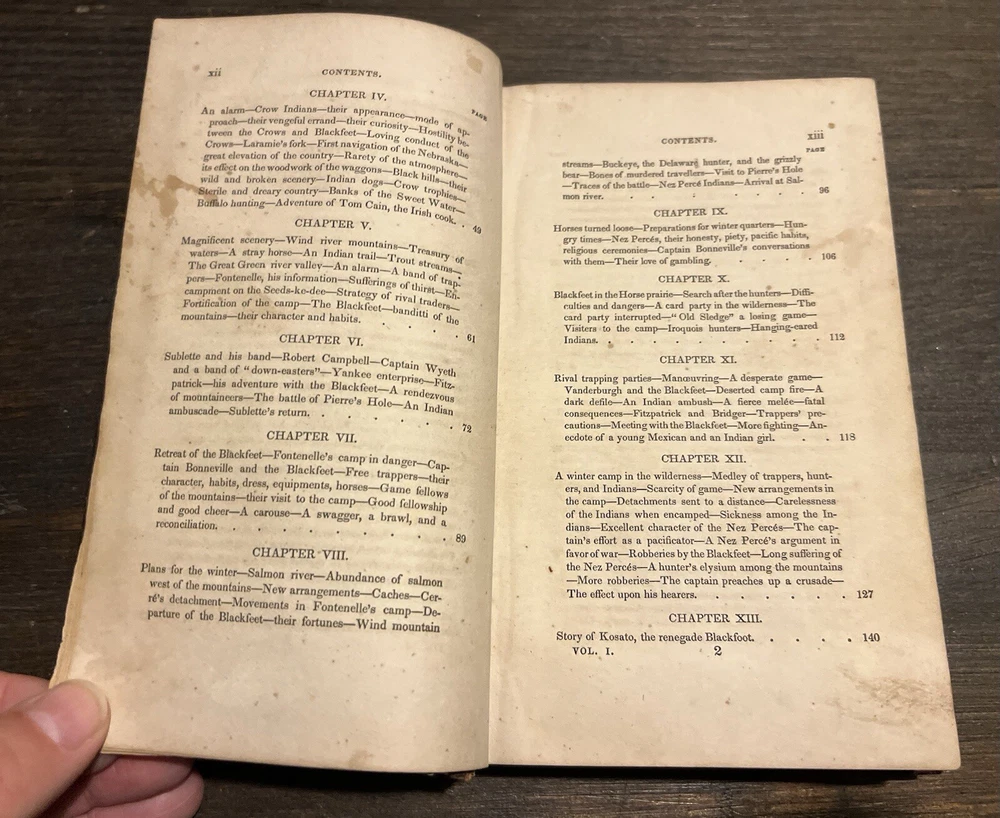 xii
CONTENTS.
CHAPTER IV.
PAGE
An alarm—Crow Indians—their appearance—mode of ap-
proach—their vengeful errand—their curiosity—Hostility be-
tween the Crows and Blackfeet—Loving conduct of the
Crows—Laramie's fork—First navigation of the Nebraska—
great elevation of the country—Rarety of the atmosphere—
its effect on the woodwork of the waggons—Black hills—their
wild and broken scenery—Indian dogs—Crow trophies—
Sterile and dreary country—Banks of the Sweet Water—
Buffalo hunting—Adventure of Tom Cain, the Irish cook. . 49
CHAPTER V.
Magnificent scenery—Wind river mountains—Treasury of
waters—A stray horse—An Indian trail—Trout streams—
The Great Green river valley—An alarm—A band of trap-
pers—Fontenelle, his information—Sufferings of thirst—En-
campment on the Seeds-ke-dee—Strategy of rival traders—
Fortification of the camp—The Blackfeet—banditti of the
mountains—their character and habits. . . . 61
CHAPTER VI.
Sublette and his band—Robert Campbell—Captain Wyeth
and a band of "down-easters"—Yankee enterprise—Fitz-
patrick—his adventure with the Blackfeet—A rendezvous
of mountaineers—The battle of Pierre's Hole—An Indian
ambuscade—Sublette's return. . . . . . 72
CHAPTER VII.
Retreat of the Blackfeet—Fontenelle's camp in danger—Cap-
tain Bonneville and the Blackfeet—Free trappers—their
character, habits, dress, equipments, horses—Game fellows
of the mountains—their visit to the camp—Good fellowship
and good cheer—A carouse—A swagger, a brawl, and a
reconciliation. . . . . . . . 89
CHAPTER VIII.
Plans for the winter—Salmon river—Abundance of salmon
west of the mountains—New arrangements—Caches—Cer-
ré's detachment—Movements in Fontenelle's camp—De-
parture of the Blackfeet—their fortunes—Wind mountain
CONTENTS.
xiii
PAGE
streams—Buckeye, the Delaware hunter, and the grizzly
bear—Bones of murdered travellers—Visit to Pierre's Hole
—Traces of the battle—Nez Percé Indians—Arrival at Sal-
mon river. . . . . . . . . 96
CHAPTER IX.
Horses turned loose—Preparations for winter quarters—Hun-
gry times—Nez Percés, their honesty, piety, pacific habits,
religious ceremonies—Captain Bonneville's conversations
with them—Their love of gambling. . . . . . 106
CHAPTER X.
Blackfeet in the Horse prairie—Search after the hunters—Diffi-
culties and dangers—A card party in the wilderness—The
card party interrupted—"Old Sledge" a losing game—
Visiters to the camp—Iroquois hunters—Hanging-eared
Indians. . . . . . . . . . 112
CHAPTER XI.
Rival trapping parties—Manœuvring—A desperate game—
Vanderburgh and the Blackfeet—Deserted camp fire—A
dark defile—An Indian ambush—A fierce melée—fatal
consequences—Fitzpatrick and Bridger—Trappers' pre-
cautions—Meeting with the Blackfeet—More fighting—An-
ecdote of a young Mexican and an Indian girl. . . 118
CHAPTER XII.
A winter camp in the wilderness—Medley of trappers, hunt-
ers, and Indians—Scarcity of game—New arrangements in
the camp—Detachments sent to a distance—Carelessness
of the Indians when encamped—Sickness among the In-
dians—Excellent character of the Nez Percés—The cap-
tain's effort as a pacificator—A Nez Percé's argument in
favor of war—Robberies by the Blackfeet—Long suffering of
the Nez Percés—A hunter's elysium among the mountains
—More robberies—The captain preaches up a crusade—
The effect upon his hearers. . . . . . . 127
CHAPTER XIII.
Story of Kosato, the renegade Blackfoot. . . . . 140
VOL. I. 2